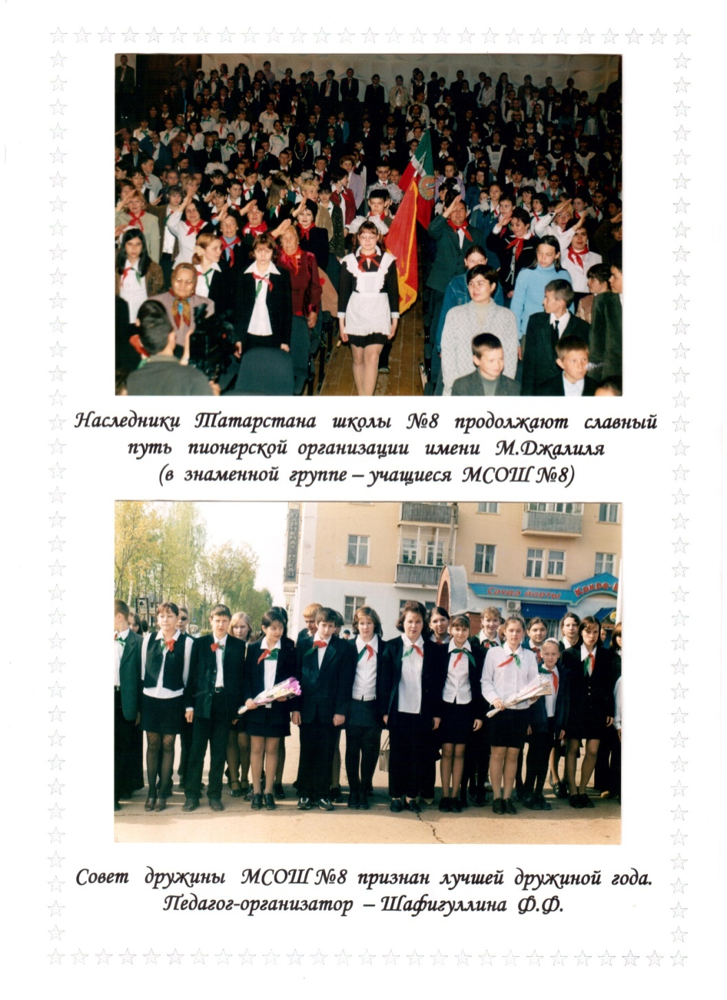 Наследники Татарстана школы №8 продолжают славный
путь пионерской организации имени М.Джалиля
(в знаменной группе – учащиеся МСОШ №8)
Совет дружины МСОШ №8 признан лучшей дружиной года.
Педагог-организатор – Шафигуллина Ф.Ф.